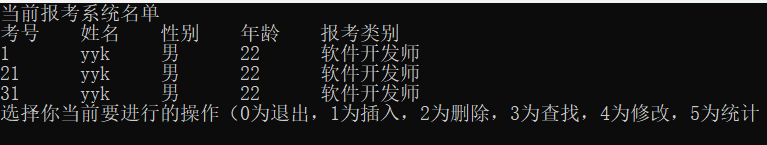 当前报考系统名单
考号 姓名 性别 年龄 报考类别
1 yyk 男 22 软件开发师
21 yyk 男 22 软件开发师
31 yyk 男 22 软件开发师
选择你当前要进行的操作（0为退出，1为插入，2为删除，3为查找，4为修改，5为统计